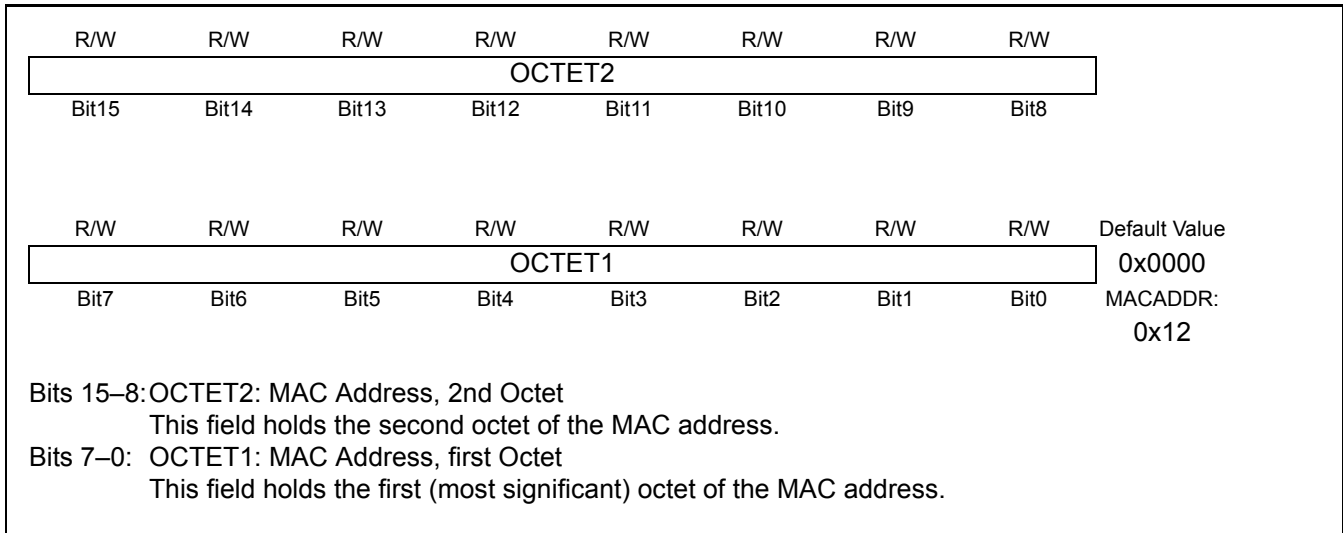 R/W R/W R/W R/W R/W R/W R/W R/W
OCTET2
Bit15 Bit14 Bit13 Bit12 Bit11 Bit10 Bit9 Bit8
R/W R/W R/W R/W R/W R/W R/W R/W Default Value
OCTET1 0x0000
Bit7 Bit6 Bit5 Bit4 Bit3 Bit2 Bit1 Bit0 MACADDR:
0x12
Bits 15–8: OCTET2: MAC Address, 2nd Octet
This field holds the second octet of the MAC address.
Bits 7–0: OCTET1: MAC Address, first Octet
This field holds the first (most significant) octet of the MAC address.